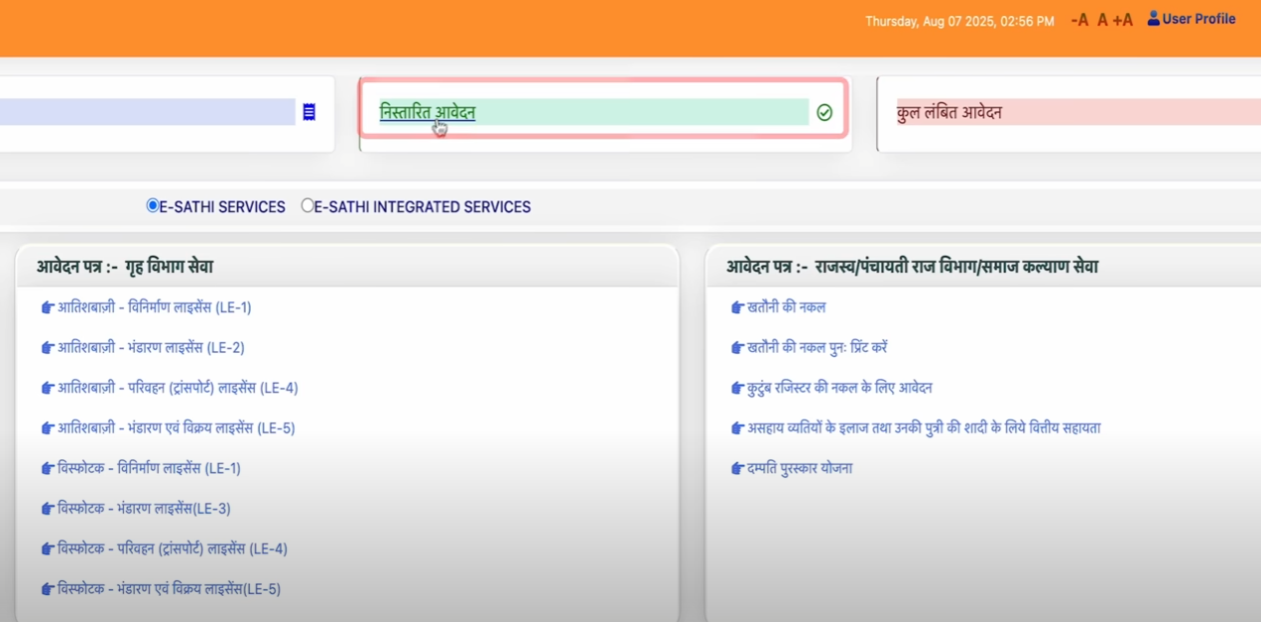 Thursday, Aug 07 2025, 02:56 PM -A A +A User Profile
निस्तारित आवेदन
कुल लंबित आवेदन
E-SATHI SERVICES E-SATHI INTEGRATED SERVICES
आवेदन पत्र :- गृह विभाग सेवा
आतिशबाज़ी - विनिर्माण लाइसेंस (LE-1)
आतिशबाज़ी - भंडारण लाइसेंस (LE-2)
आतिशबाज़ी - परिवहन (ट्रांसपोर्ट) लाइसेंस (LE-4)
आतिशबाज़ी - भंडारण एवं विक्रय लाइसेंस (LE-5)
विस्फोटक - विनिर्माण लाइसेंस (LE-1)
विस्फोटक - भंडारण लाइसेंस(LE-3)
विस्फोटक - परिवहन (ट्रांसपोर्ट) लाइसेंस (LE-4)
विस्फोटक - भंडारण एवं विक्रय लाइसेंस(LE-5)
आवेदन पत्र :- राजस्व/पंचायती राज विभाग/समाज कल्याण सेवा
खतौनी की नकल
खतौनी की नकल पुनः प्रिंट करें
कुटुंब रजिस्टर की नकल के लिए आवेदन
असहाय व्यतियों के इलाज तथा उनकी पुत्री की शादी के लिये वित्तीय सहायता
दम्पति पुरस्कार योजना